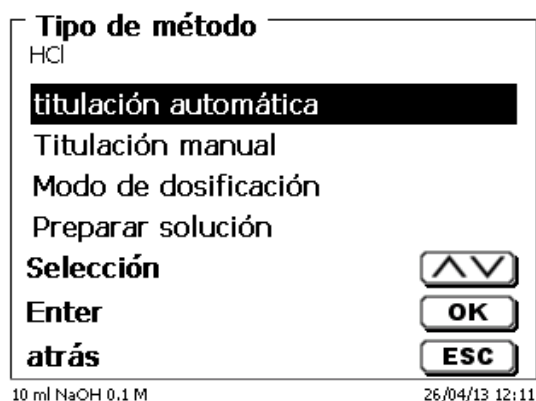 Tipo de método
HCl
titulación automática
Titulación manual
Modo de dosificación
Preparar solución
Selección
Enter OK
atrás ESC
10 ml NaOH 0.1 M 26/04/13 12:11